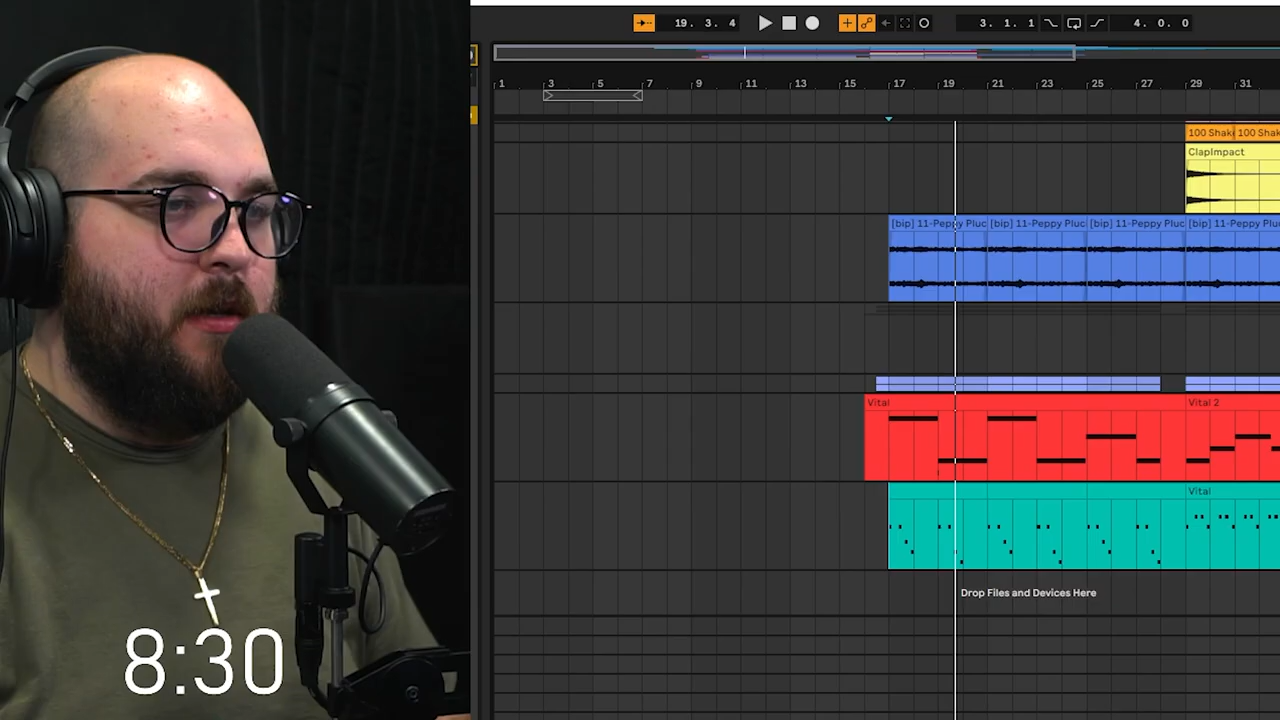 19. 3. 4
3. 1. 1
4. 0. 0
1 3 5 7 9 11 13 15 17 19 21 23 25 27 29 31
100 Shak 100 Shak
ClapImpact
[bip] 11-Peppy Pluc [bip] 11-Peppy Pluc [bip] 11-Peppy Pluc [bip] 11-Peppy Pluc
Vital Vital 2
Vital
Drop Files and Devices Here
8:30